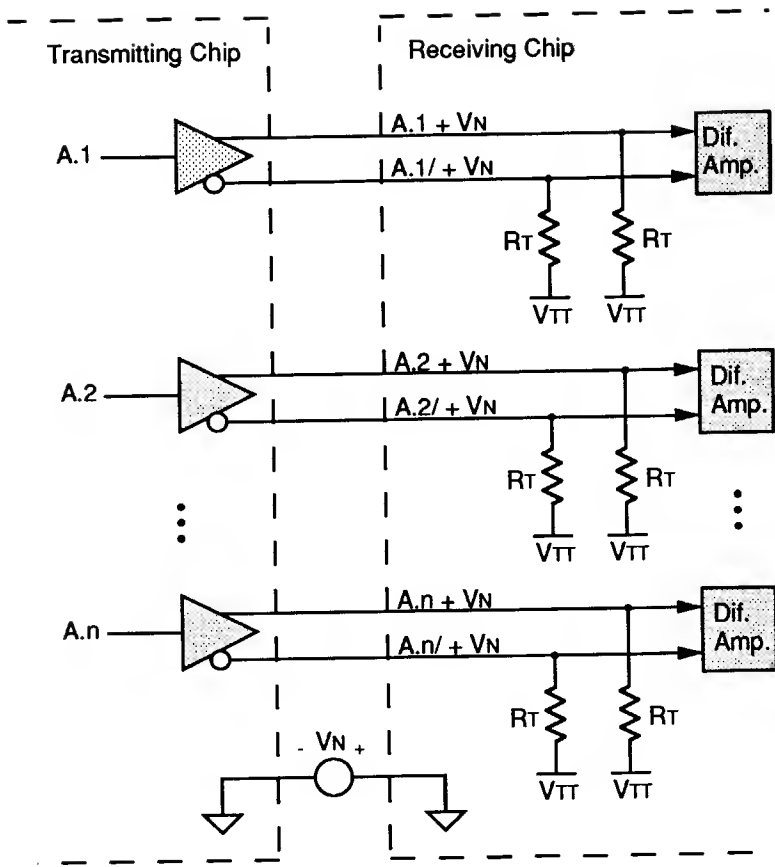 Transmitting Chip
Receiving Chip
A.1
A.1 + VN
A.1/ + VN
Dif.
Amp.
RT
RT
VTT
VTT
A.2
A.2 + VN
A.2/ + VN
Dif.
Amp.
RT
RT
VTT
VTT
A.n
A.n + VN
A.n/ + VN
Dif.
Amp.
RT
RT
VTT
VTT
- VN +